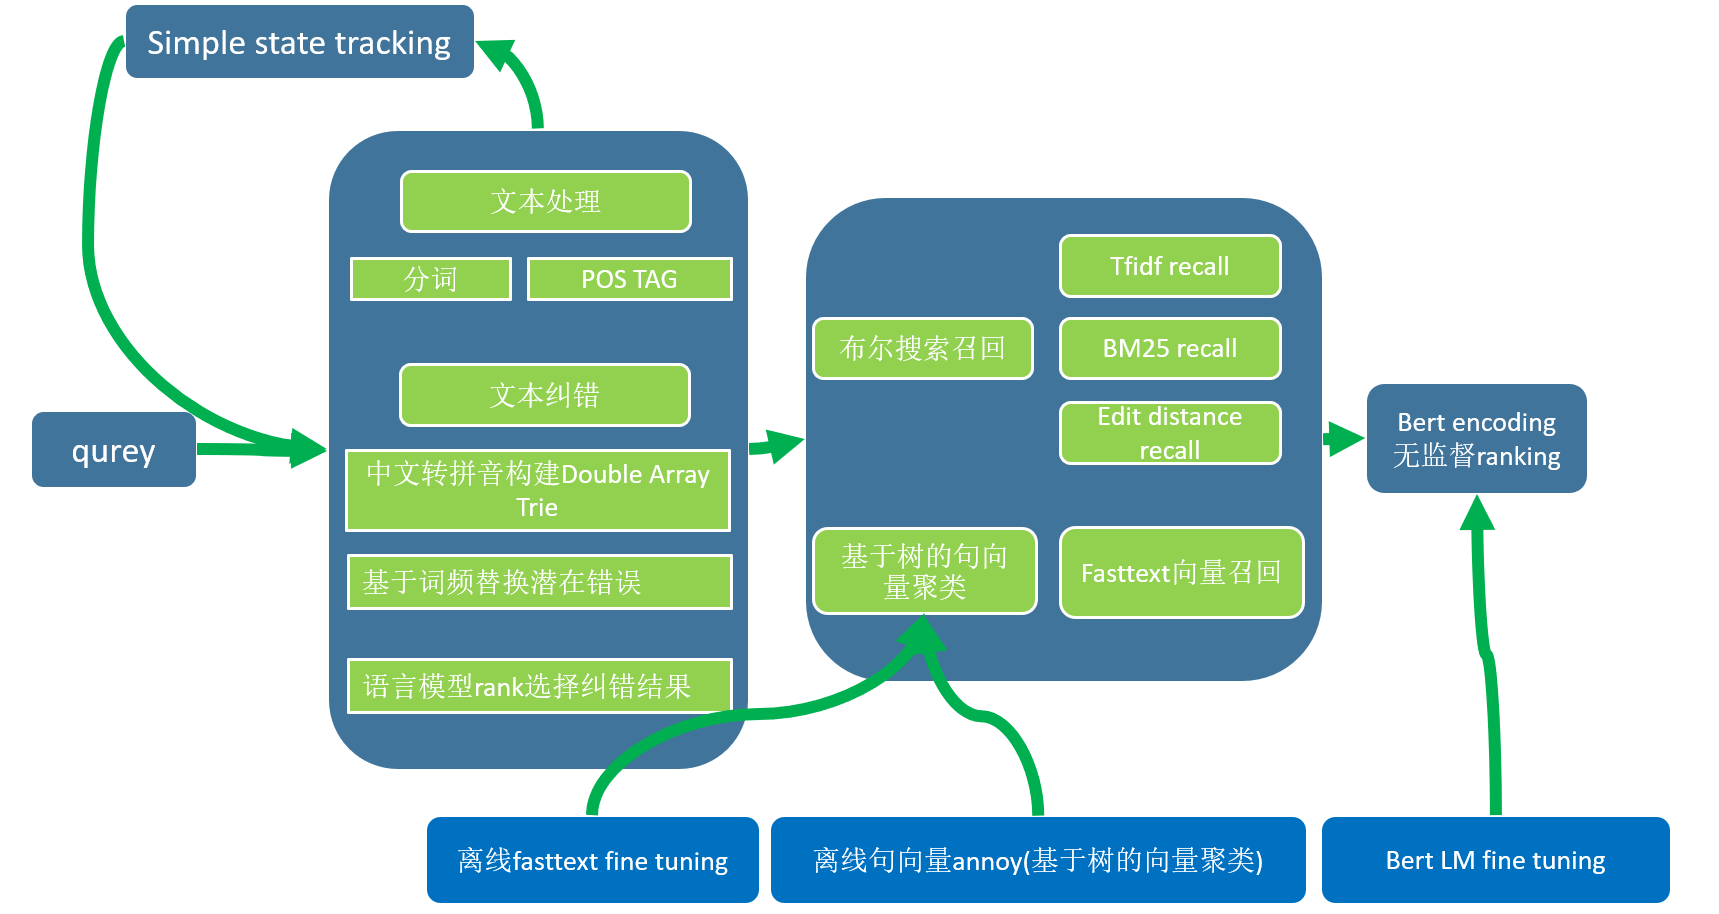 Simple state tracking
文本处理
分词
POS TAG
文本纠错
qurey
中文转拼音构建Double Array
Trie
基于词频替换潜在错误
语言模型rank选择纠错结果
Tfidf recall
布尔搜索召回
BM25 recall
Edit distance
recall
基于树的句向
量聚类
Fasttext向量召回
Bert encoding
无监督ranking
离线fasttext fine tuning
离线句向量annoy(基于树的向量聚类)
Bert LM fine tuning